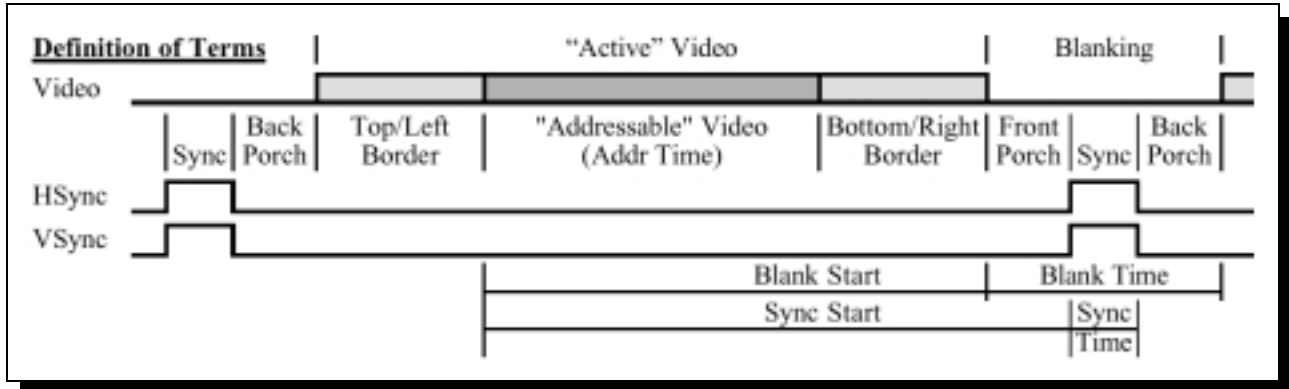 Definition of Terms
“Active” Video
Blanking
Video
Sync
Back
Porch
Top/Left
Border
"Addressable" Video
(Addr Time)
Bottom/Right
Border
Front
Porch
Sync
Back
Porch
HSync
VSync
Blank Start
Blank Time
Sync Start
Sync
Time